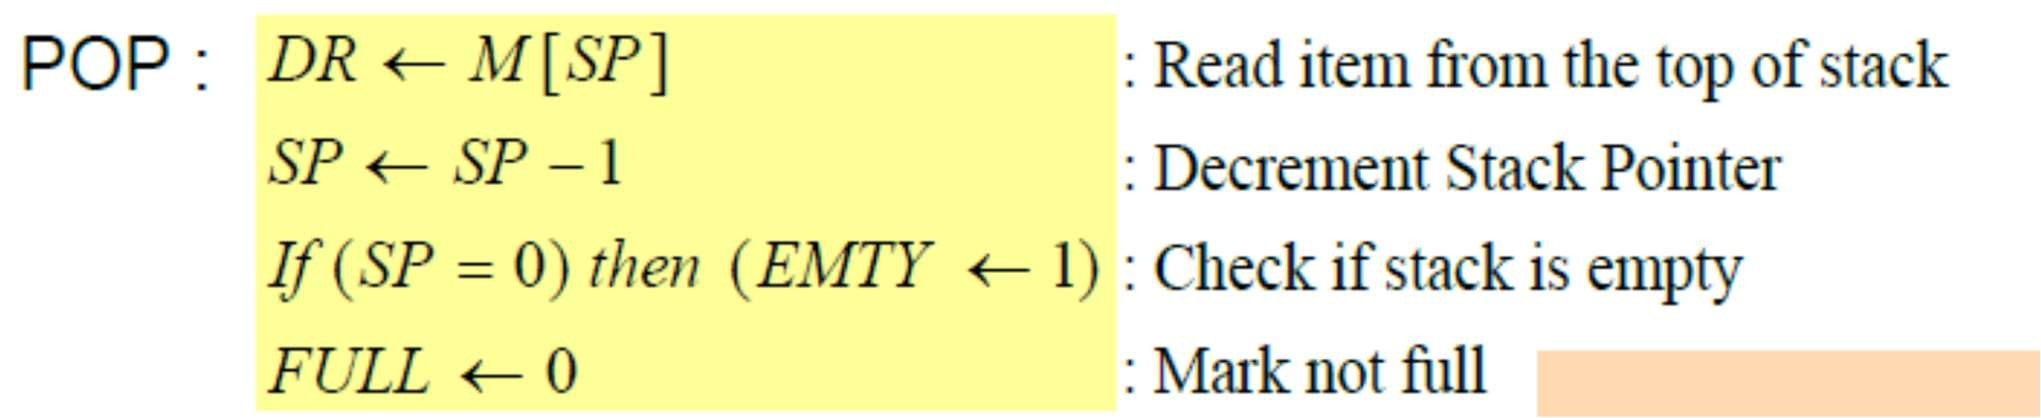 POP : DR ← M[SP] : Read item from the top of stack
SP ← SP − 1 : Decrement Stack Pointer
If (SP = 0) then (EMTY ← 1) : Check if stack is empty
FULL ← 0 : Mark not full